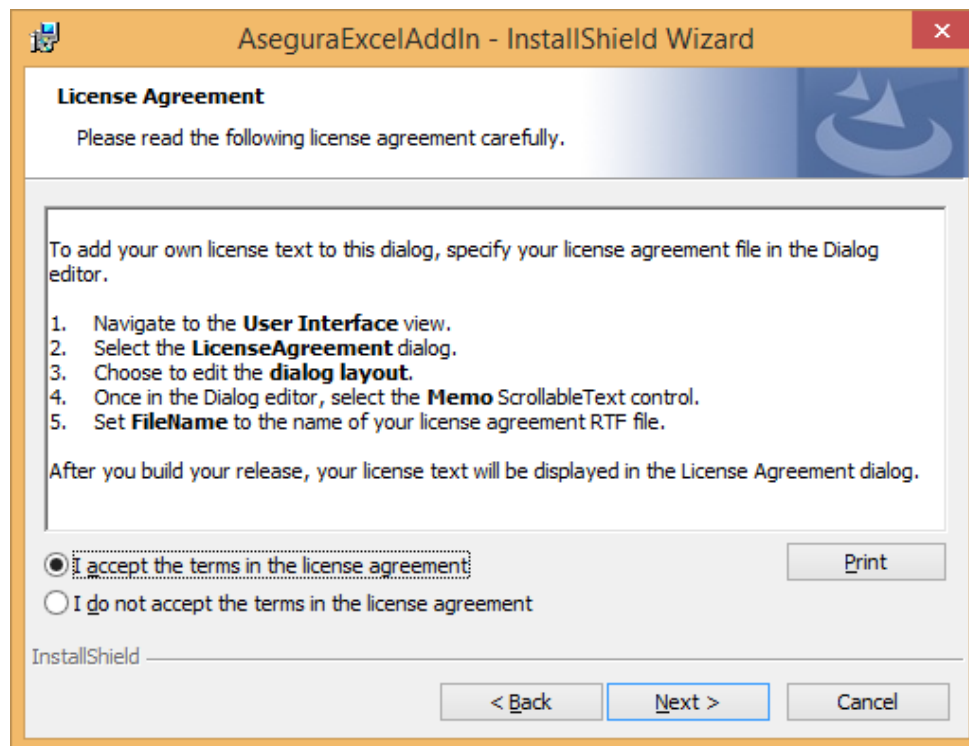 AseguraExcelAddIn - InstallShield Wizard
License Agreement
Please read the following license agreement carefully.
To add your own license text to this dialog, specify your license agreement file in the Dialog
editor.
1. Navigate to the User Interface view.
2. Select the LicenseAgreement dialog.
3. Choose to edit the dialog layout.
4. Once in the Dialog editor, select the Memo ScrollableText control.
5. Set FileName to the name of your license agreement RTF file.
After you build your release, your license text will be displayed in the License Agreement dialog.
I accept the terms in the license agreement
Print
I do not accept the terms in the license agreement
InstallShield
< Back Next > Cancel